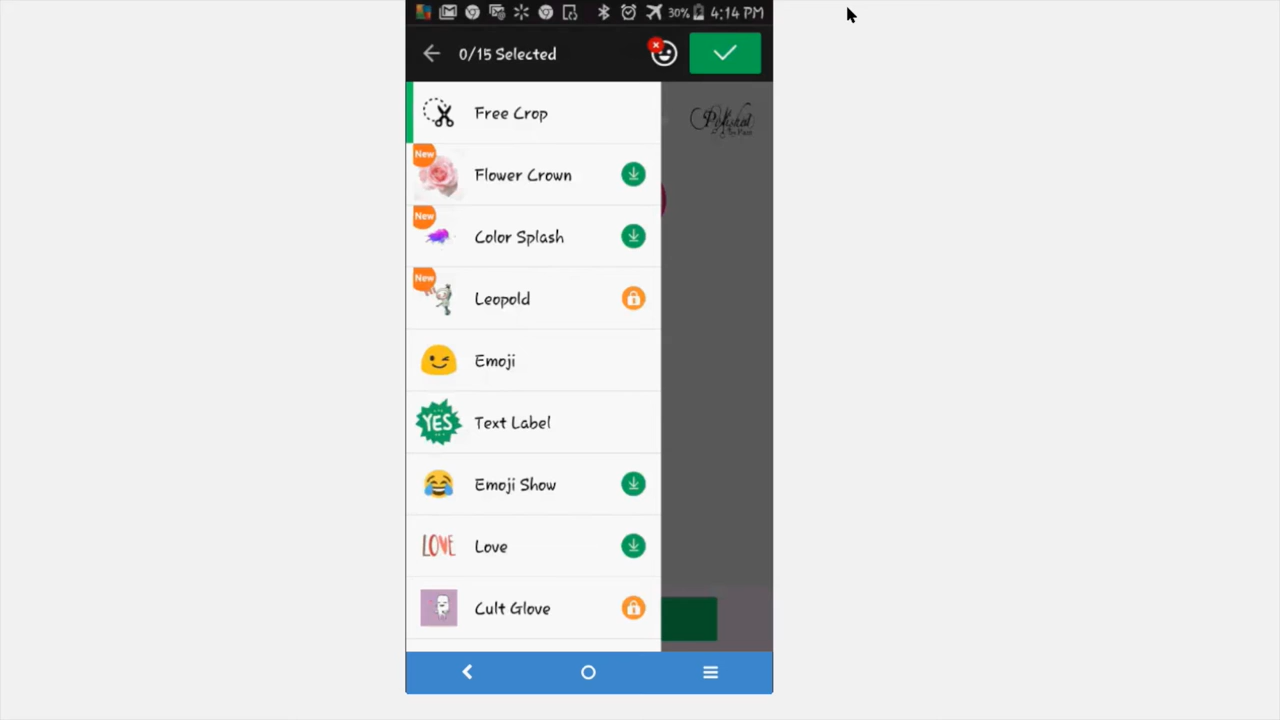 30% 4:14 PM
0/15 Selected
Free Crop
New
Flower Crown
New
Color Splash
New
Leopold
Emoji
YES
Text Label
Emoji Show
LOVE
Love
Cult Glove